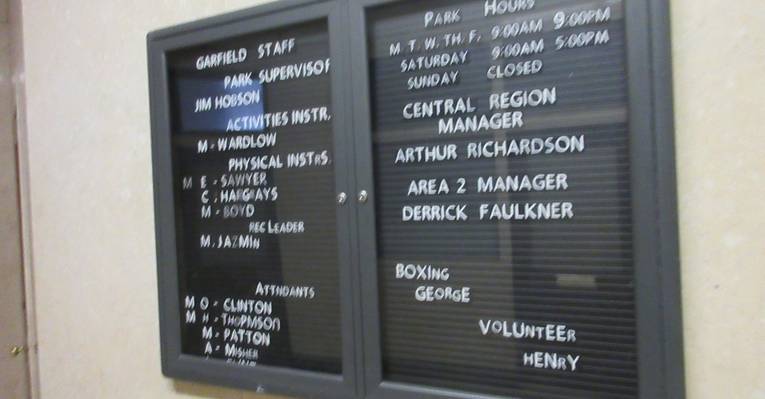 GARFIELD STAFF
PARK SUPERVISOR
JIM HOBSON
ACTIVITIES INSTR.
M - WARDLOW
PHYSICAL INSTRS
M E - SAWYER
C . HARGRAYS
M - BOYD
REC LEADER
M. JAZMIN
ATTNDANTS
M O - CLINTON
M H - THOPMSON
M - PATTON
A - MISHER
PARK HOURS
M. T. W. TH. F. 9:00AM 9:00PM
SATURDAY 9:00AM 5:00PM
SUNDAY CLOSED
CENTRAL REGION
MANAGER
ARTHUR RICHARDSON
AREA 2 MANAGER
DERRICK FAULKNER
BOXING
GEORGE
VOLUNTEER
HENRY